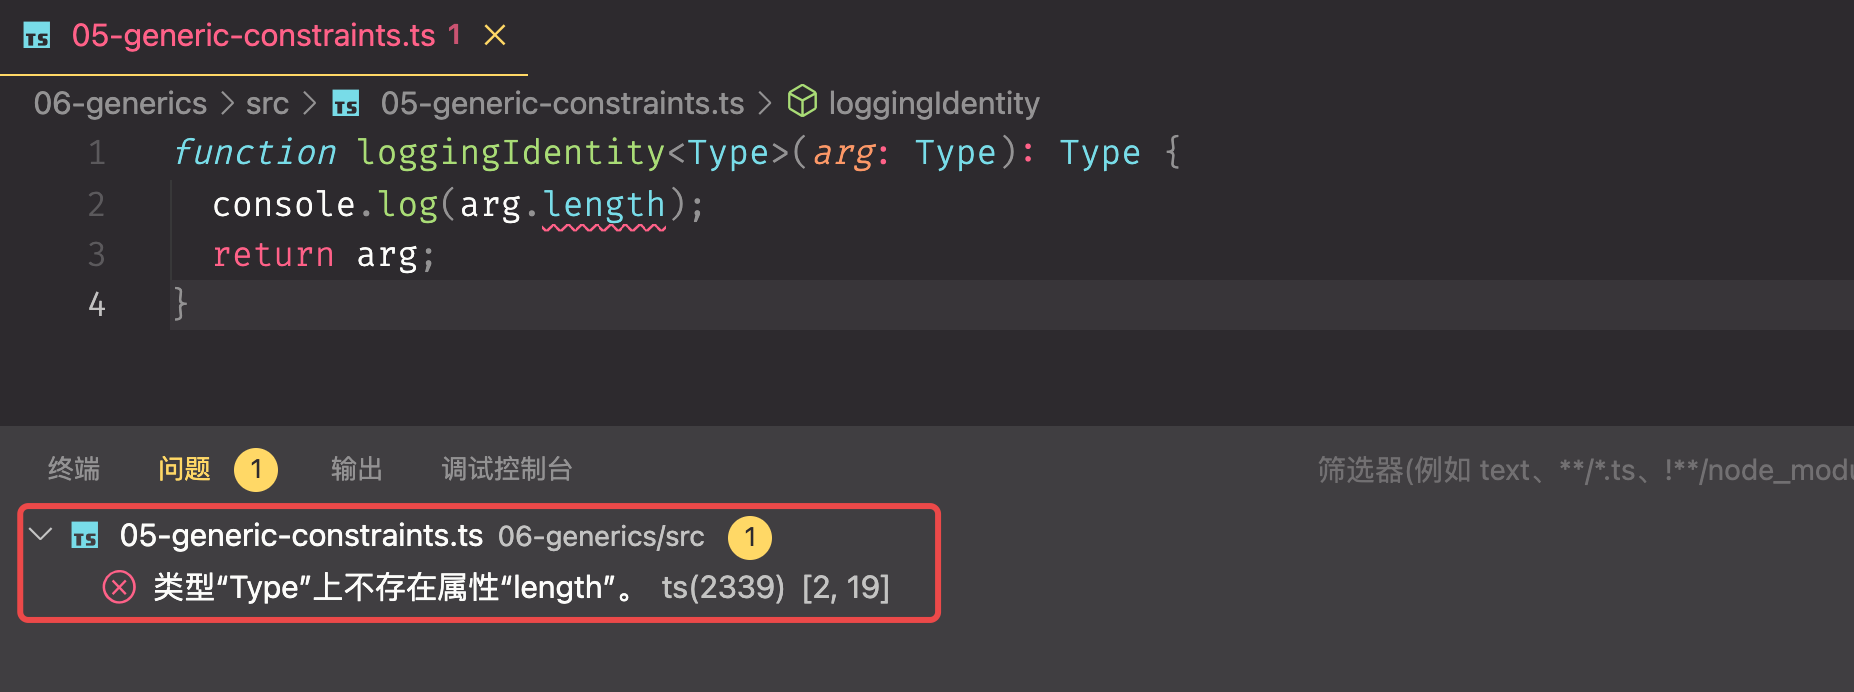 TS 05-generic-constraints.ts 1
06-generics > src > TS 05-generic-constraints.ts > loggingIdentity
1 function loggingIdentity<Type>(arg: Type): Type {
2 console.log(arg.length);
3 return arg;
4 }
终端 问题 1 输出 调试控制台 筛选器(例如 text、**/*.ts、!**/node_modu
TS 05-generic-constraints.ts 06-generics/src 1
类型“Type”上不存在属性“length”。 ts(2339) [2, 19]